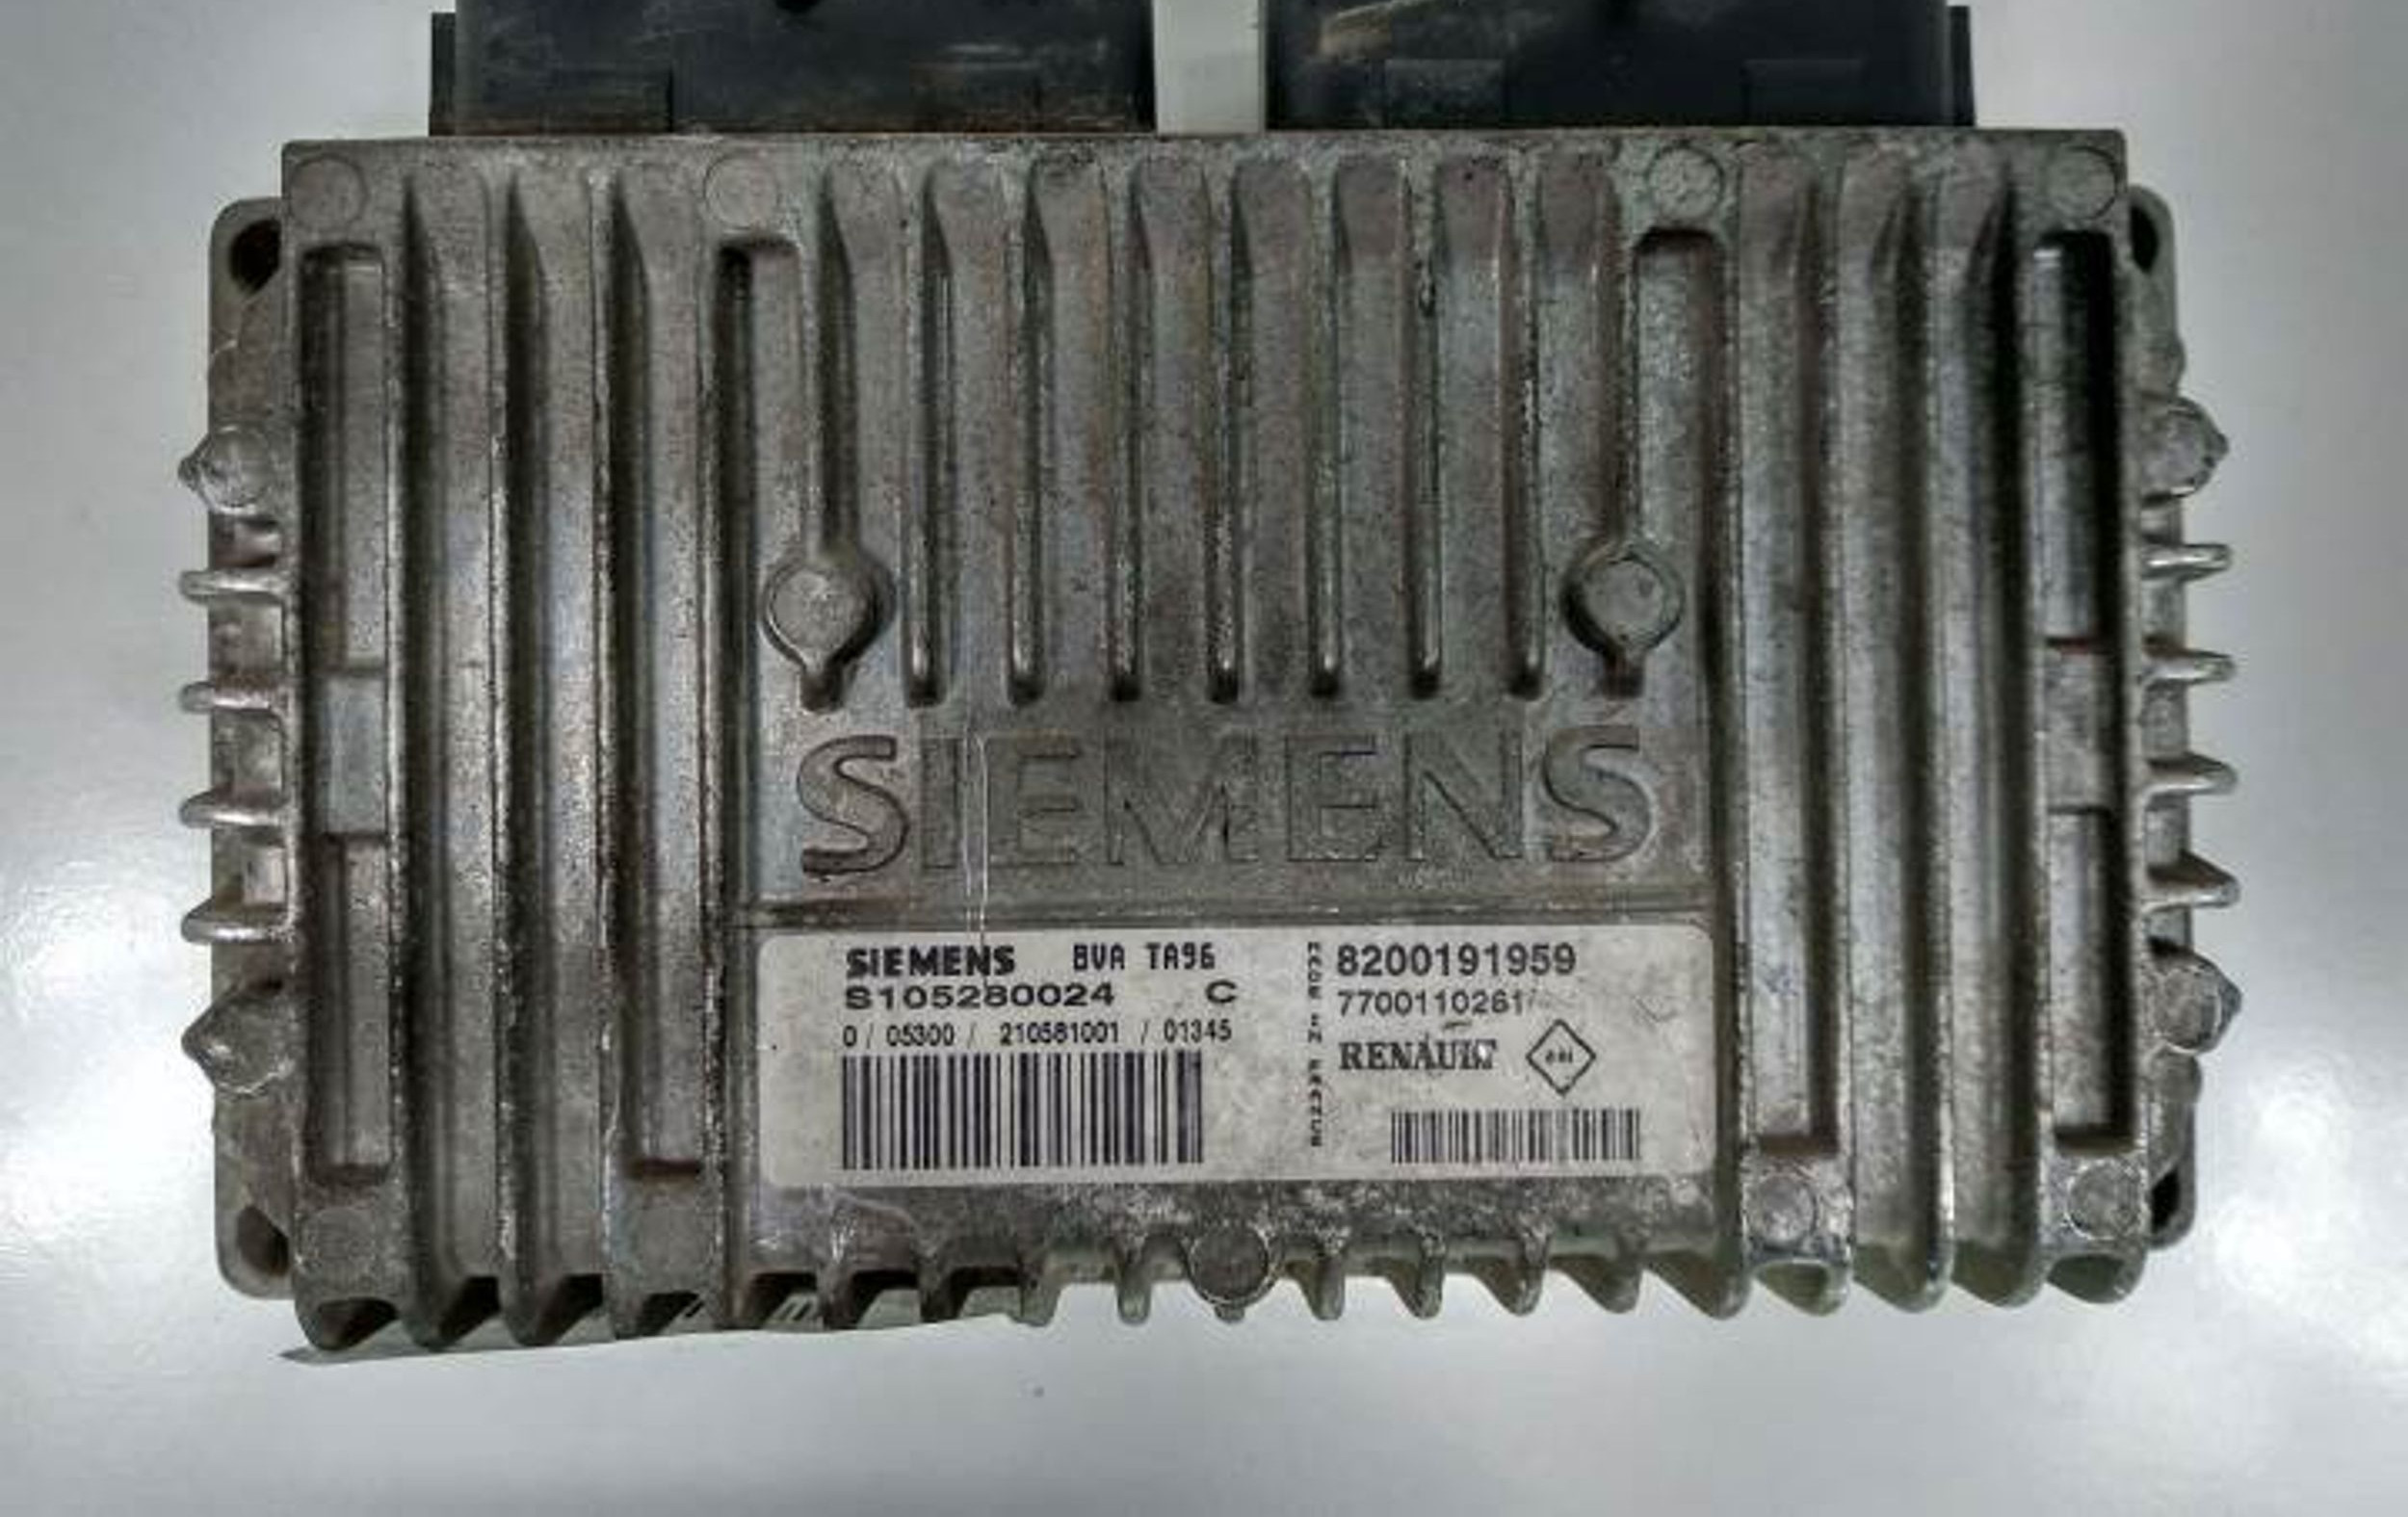 SIEMENS
SIEMENS BVA TA96
S105280024 C
0 / 05300 / 210581001 / 01345
8200191959
7700110261
RENAULT